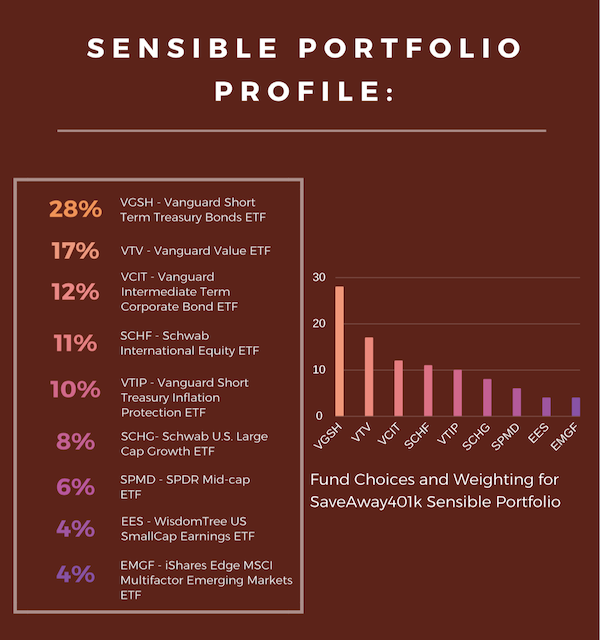 SENSIBLE PORTFOLIO
PROFILE:
28%
VGSH - Vanguard Short
Term Treasury Bonds ETF
17%
VTV - Vanguard Value ETF
12%
VCIT - Vanguard
Intermediate Term
Corporate Bond ETF
11%
SCHF - Schwab
International Equity ETF
10%
VTIP - Vanguard Short
Treasury Inflation
Protection ETF
8%
SCHG- Schwab U.S. Large
Cap Growth ETF
6%
SPMD - SPDR Mid-cap
ETF
4%
EES - WisdomTree US
SmallCap Earnings ETF
4%
EMGF - iShares Edge MSCI
Multifactor Emerging Markets
ETF
30
20
10
0
VGSH
VTV
VCIT
SCHF
VTIP
SCHG
SPMD
EES
EMGF
Fund Choices and Weighting for
SaveAway401k Sensible Portfolio